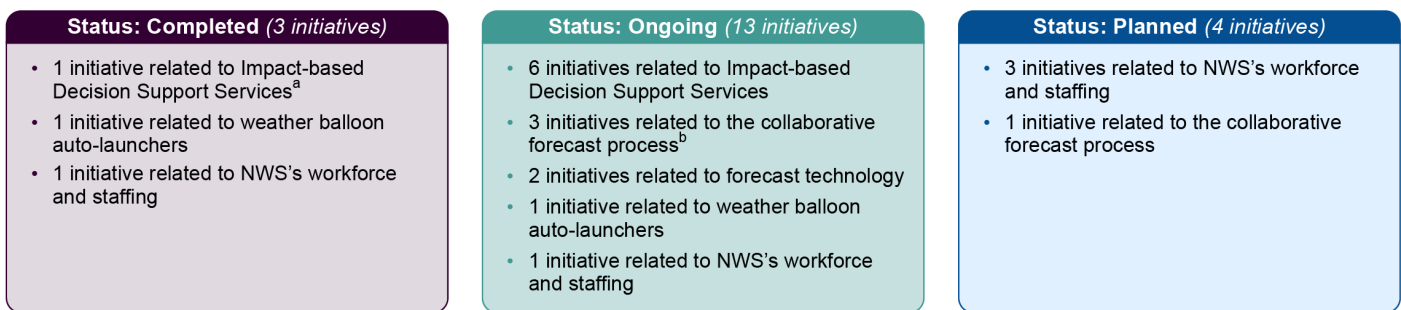 Status: Completed (3 initiatives)
• 1 initiative related to Impact-based
Decision Support Servicesa
• 1 initiative related to weather balloon
auto-launchers
• 1 initiative related to NWS's workforce
and staffing
Status: Ongoing (13 initiatives)
• 6 initiatives related to Impact-based
Decision Support Services
• 3 initiatives related to the collaborative
forecast processb
• 2 initiatives related to forecast technology
• 1 initiative related to weather balloon
auto-launchers
• 1 initiative related to NWS's workforce
and staffing
Status: Planned (4 initiatives)
• 3 initiatives related to NWS's workforce
and staffing
• 1 initiative related to the collaborative
forecast process